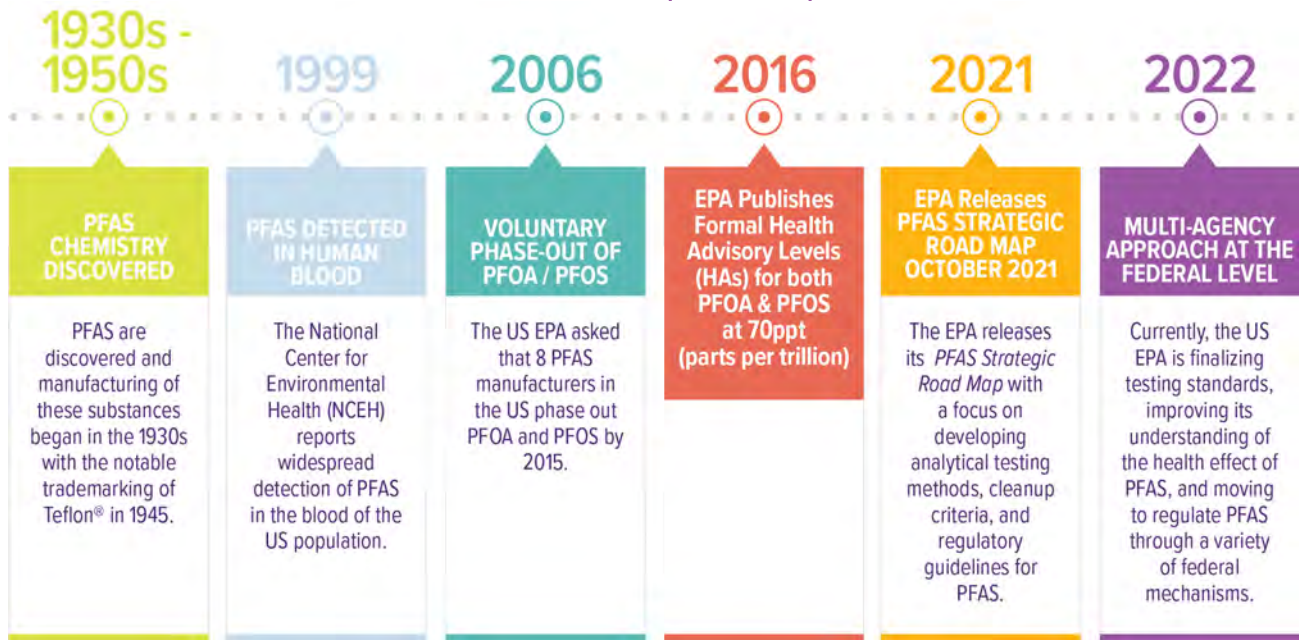 1930s -
1950s
PFAS
CHEMISTRY
DISCOVERED
PFAS are
discovered and
manufacturing of
these substances
began in the 1930s
with the notable
trademarking of
Teflon® in 1945.
1999
PFAS DETECTED
IN HUMAN
BLOOD
The National
Center for
Environmental
Health (NCEH)
reports
widespread
detection of PFAS
in the blood of the
US population.
2006
VOLUNTARY
PHASE-OUT OF
PFOA / PFOS
The US EPA asked
that 8 PFAS
manufacturers in
the US phase out
PFOA and PFOS by
2015.
2016
EPA Publishes
Formal Health
Advisory Levels
(HAs) for both
PFOA & PFOS
at 70ppt
(parts per trillion)
2021
EPA Releases
PFAS STRATEGIC
ROAD MAP
OCTOBER 2021
The EPA releases
its PFAS Strategic
Road Map with
a focus on
developing
analytical testing
methods, cleanup
criteria, and
regulatory
guidelines for
PFAS.
2022
MULTI-AGENCY
APPROACH AT THE
FEDERAL LEVEL
Currently, the US
EPA is finalizing
testing standards,
improving its
understanding of
the health effect of
PFAS, and moving
to regulate PFAS
through a variety
of federal
mechanisms.